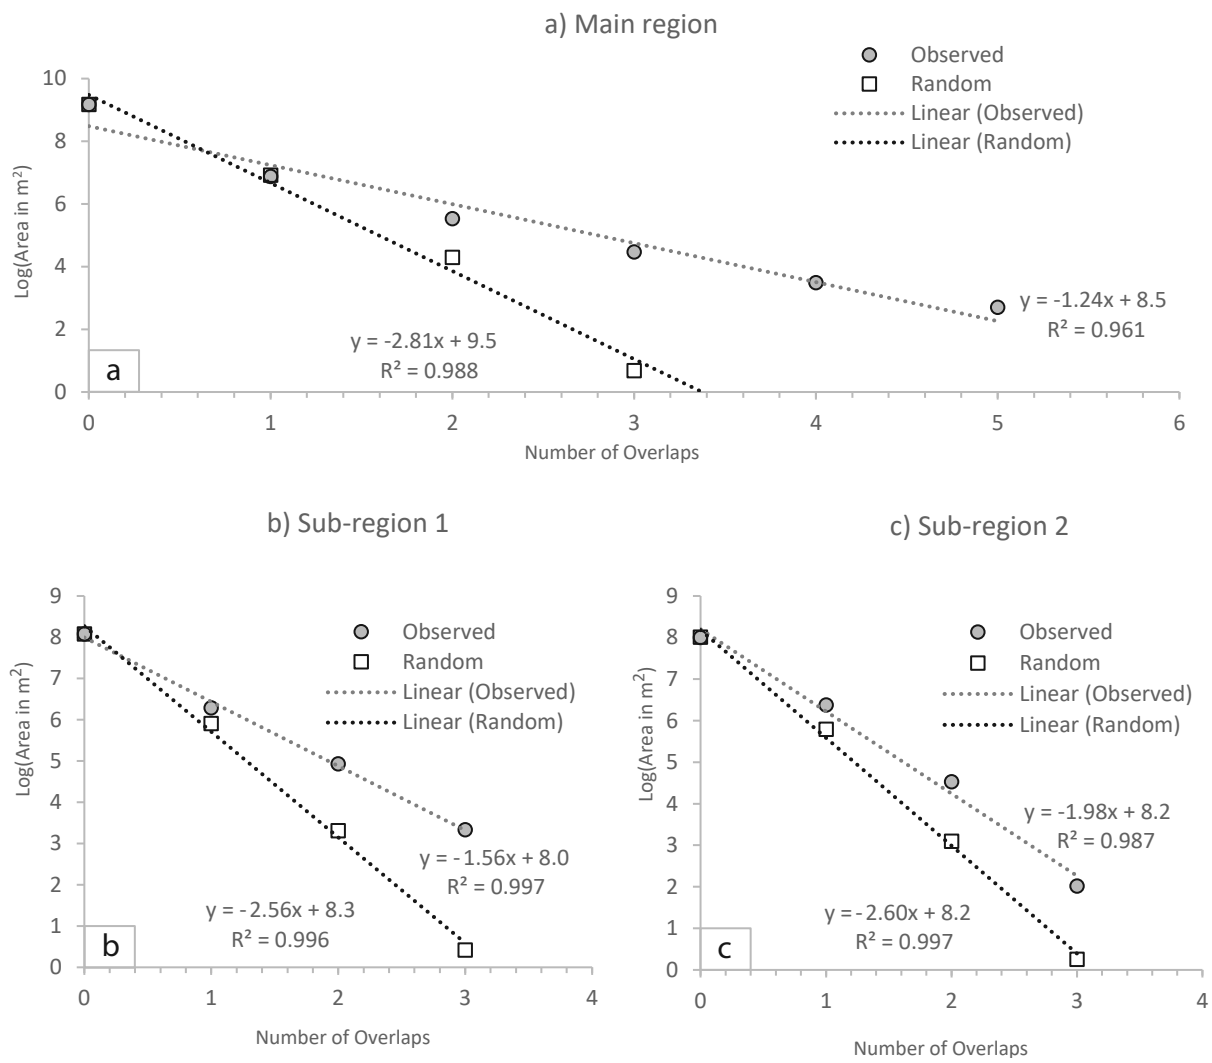 a) Main region
Observed
Random
Linear (Observed)
Linear (Random)
10
8
6
4
2
0
Log(Area in m²)
y = -1.24x + 8.5
R² = 0.961
y = -2.81x + 9.5
R² = 0.988
a
0 1 2 3 4 5 6
Number of Overlaps
b) Sub-region 1
9
8
7
6
5
4
3
2
1
0
Log(Area in m²)
Observed
Random
Linear (Observed)
Linear (Random)
y = -1.56x + 8.0
R² = 0.997
y = -2.56x + 8.3
R² = 0.996
b
0 1 2 3 4
Number of Overlaps
c) Sub-region 2
9
8
7
6
5
4
3
2
1
0
Log(Area in m²)
Observed
Random
Linear (Observed)
Linear (Random)
y = -1.98x + 8.2
R² = 0.987
y = -2.60x + 8.2
R² = 0.997
c
0 1 2 3 4
Number of Overlaps